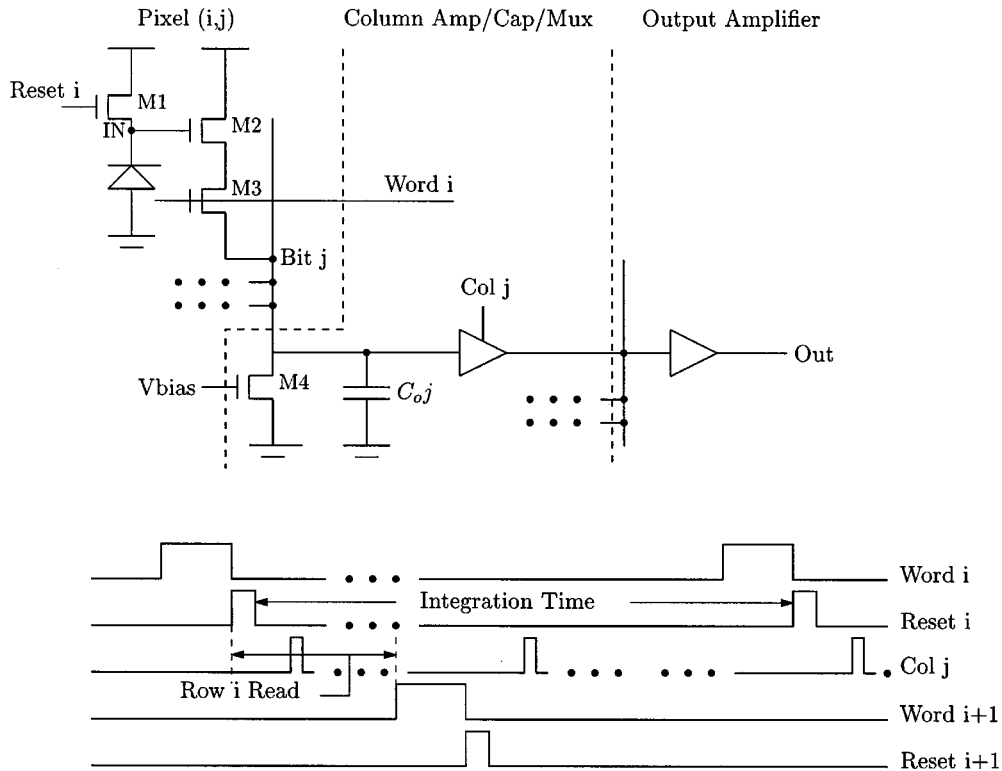 Pixel (i,j)
Column Amp/Cap/Mux
Output Amplifier
Reset i
M1
IN
M2
M3
Word i
Bit j
Col j
Out
Vbias
M4
Coj
Word i
Integration Time
Reset i
Col j
Row i Read
Word i+1
Reset i+1